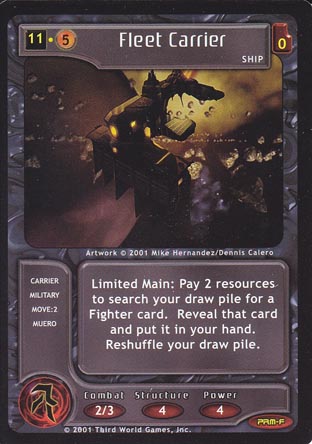 11 • 5
Fleet Carrier
0
SHIP
Artwork © 2001 Mike Hernandez/Dennis Calero
CARRIER
MILITARY
MOVE:2
MUERO
Limited Main: Pay 2 resources
to search your draw pile for a
Fighter card. Reveal that card
and put it in your hand.
Reshuffle your draw pile.
Combat Structure Power
2/3 4 4
PRM-F
© 2001 Third World Games, Inc.